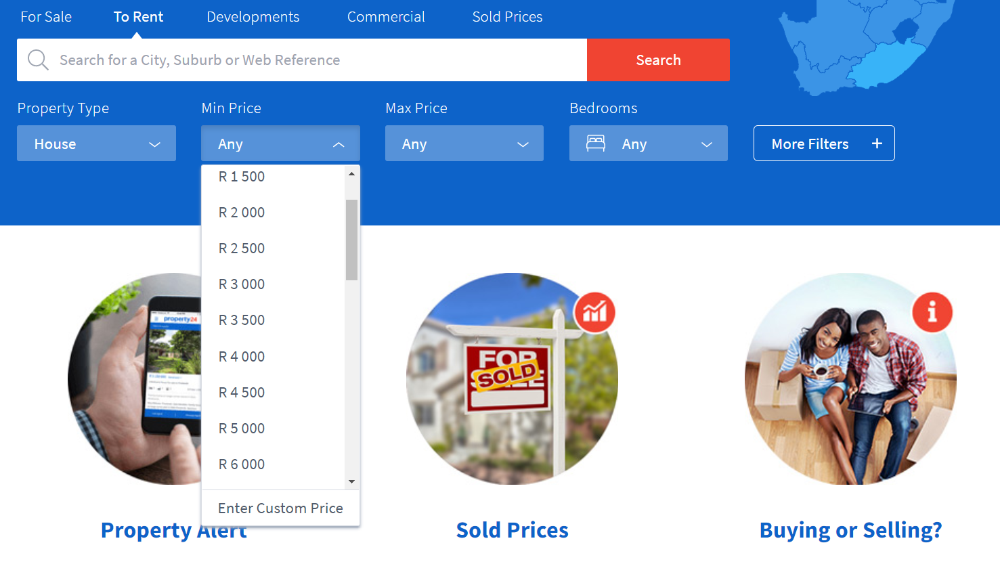 For Sale
To Rent
Developments
Commercial
Sold Prices
Search for a City, Suburb or Web Reference
Search
Property Type
Min Price
Max Price
Bedrooms
House
Any
Any
Any
More Filters +
R 1 500
R 2 000
R 2 500
R 3 000
R 3 500
R 4 000
R 4 500
R 5 000
R 6 000
Enter Custom Price
property24
FOR
SALE
SOLD
i
Property Alert
Sold Prices
Buying or Selling?